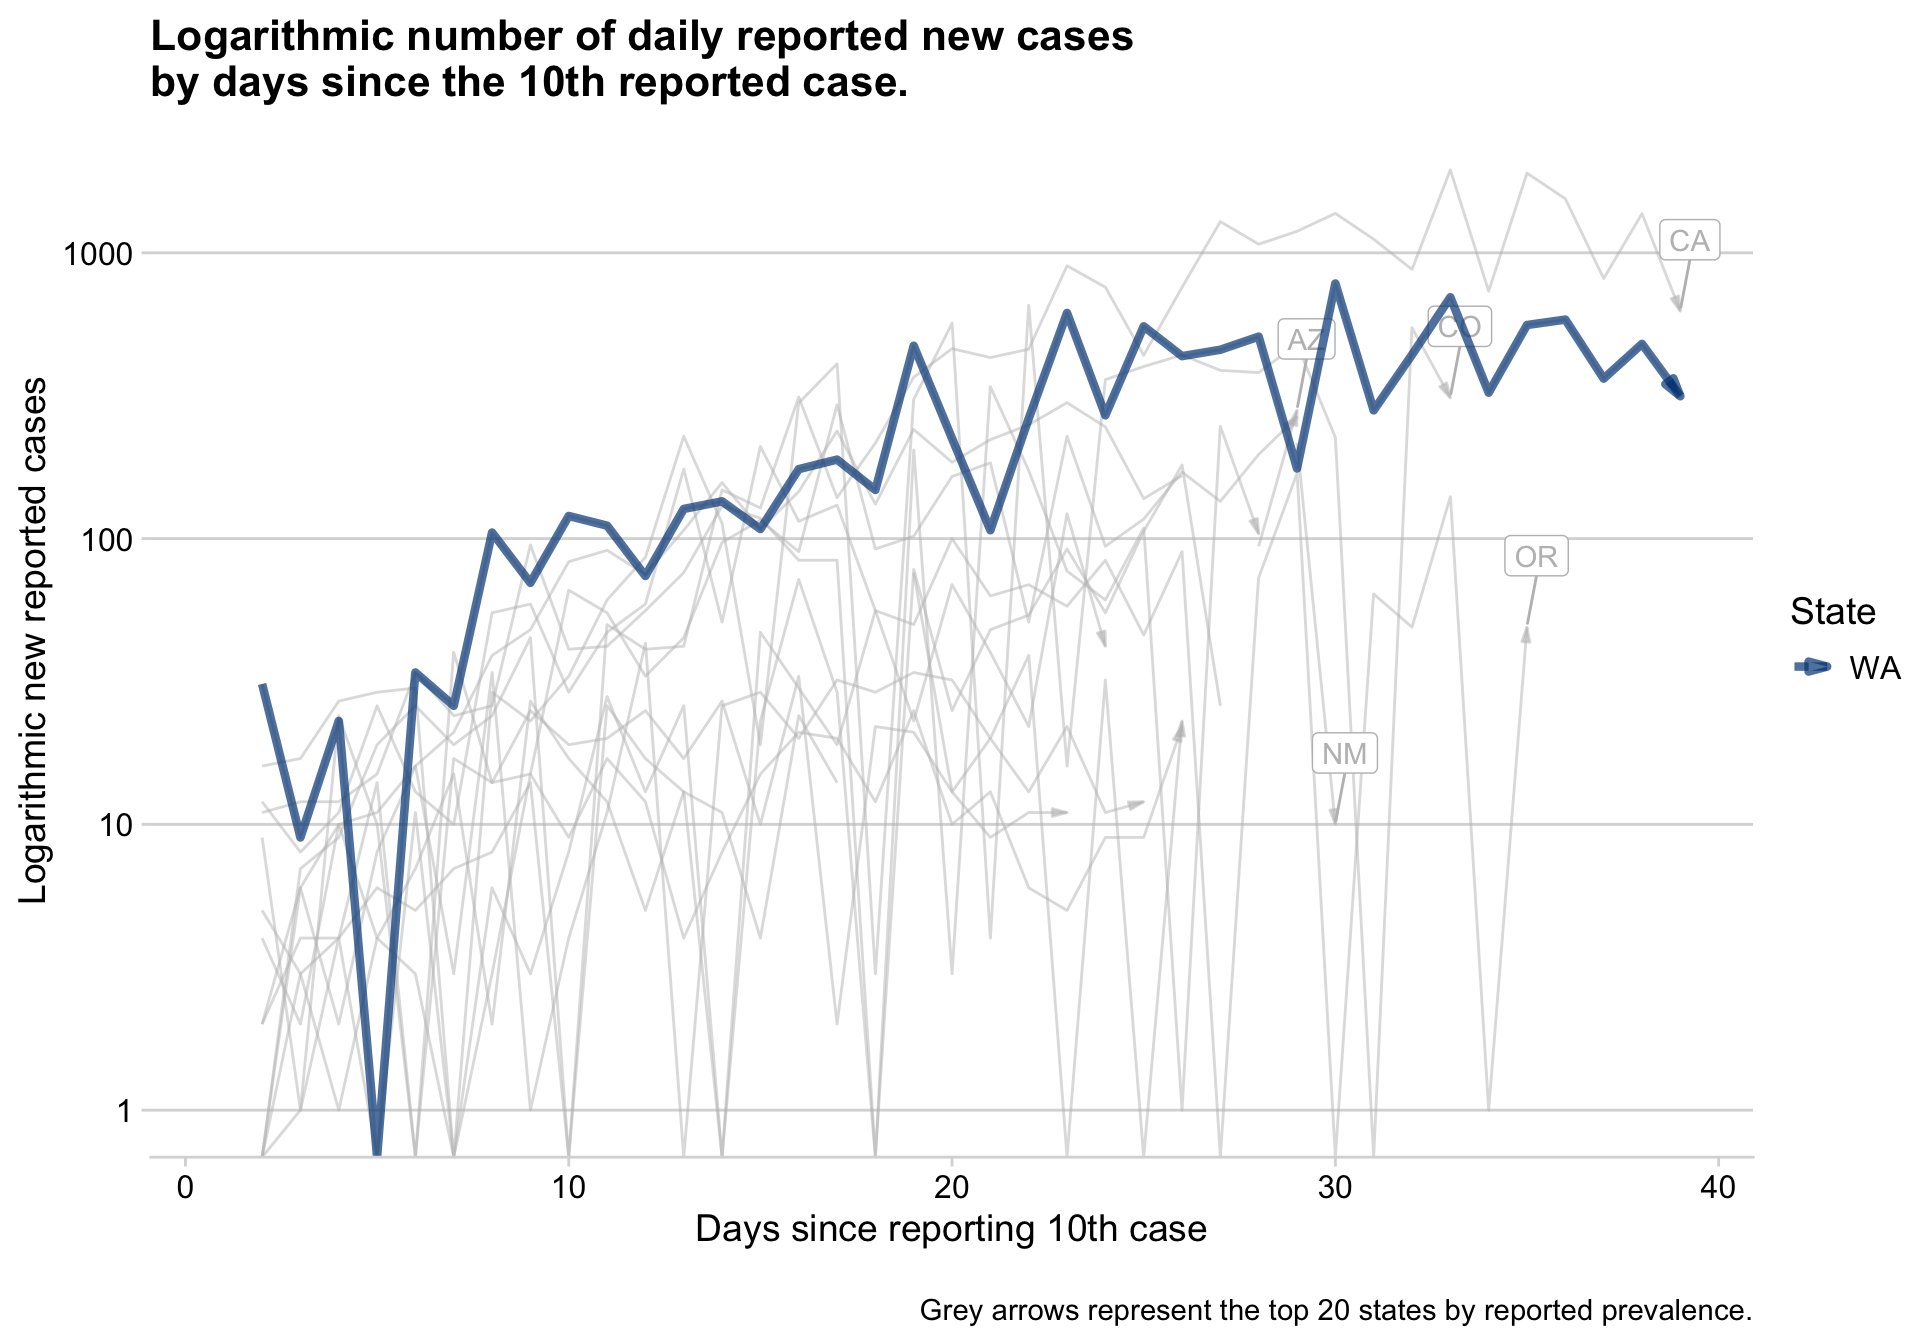 Logarithmic number of daily reported new cases
by days since the 10th reported case.
Logarithmic new reported cases
1000
100
10
1
CA
CO
AZ
OR
NM
State
WA
0
10
20
30
40
Days since reporting 10th case
Grey arrows represent the top 20 states by reported prevalence.